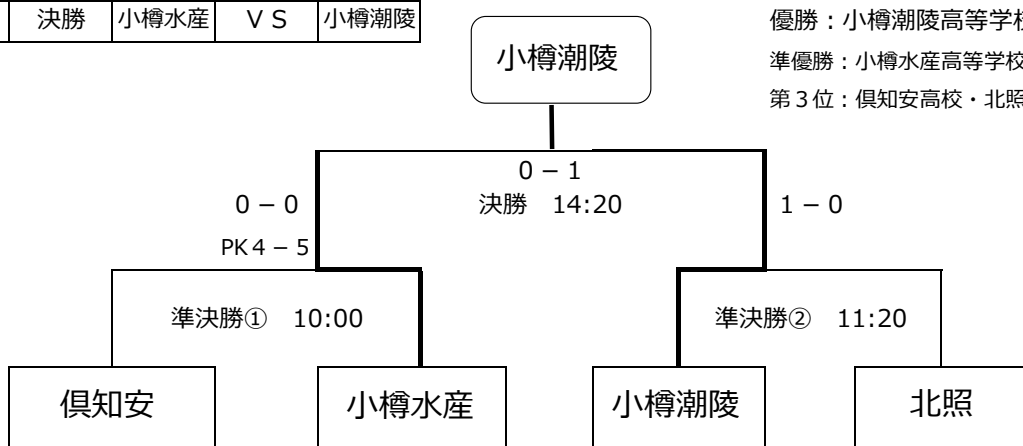 決勝 小樽水産 ＶＳ 小樽潮陵
優勝：小樽潮陵高等学校
準優勝：小樽水産高等学校
第３位：倶知安高校・北照
小樽潮陵
0－1
決勝　14:20
0－0
PK４－５
1－0
準決勝①　10:00
準決勝②　11:20
倶知安
小樽水産
小樽潮陵
北照